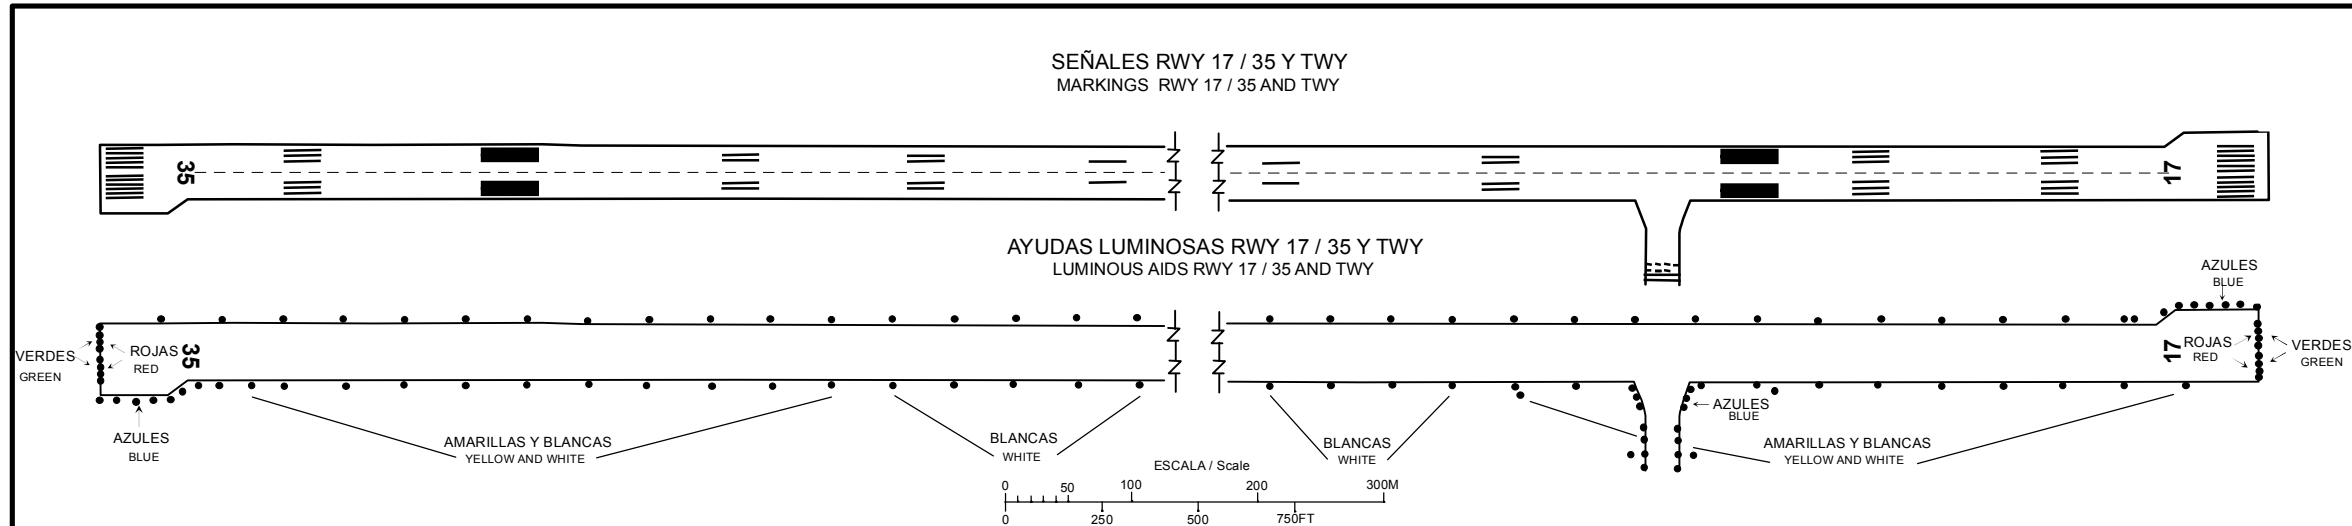 SEÑALES RWY 17 / 35 Y TWY
MARKINGS RWY 17 / 35 AND TWY
35
17
AYUDAS LUMINOSAS RWY 17 / 35 Y TWY
LUMINOUS AIDS RWY 17 / 35 AND TWY
AZULES
BLUE
VERDES
GREEN
ROJAS
RED
35
17
ROJAS
RED
VERDES
GREEN
AZULES
BLUE
AZULES
BLUE
AMARILLAS Y BLANCAS
YELLOW AND WHITE
BLANCAS
WHITE
BLANCAS
WHITE
AMARILLAS Y BLANCAS
YELLOW AND WHITE
ESCALA / Scale
0 50 100 200 300M
0 250 500 750FT